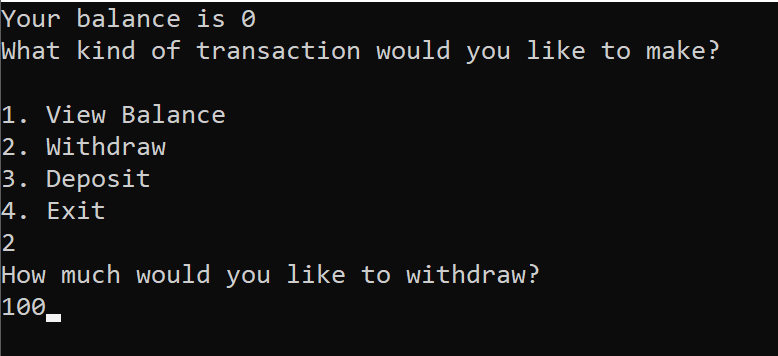 Your balance is 0
What kind of transaction would you like to make?
1. View Balance
2. Withdraw
3. Deposit
4. Exit
2
How much would you like to withdraw?
100